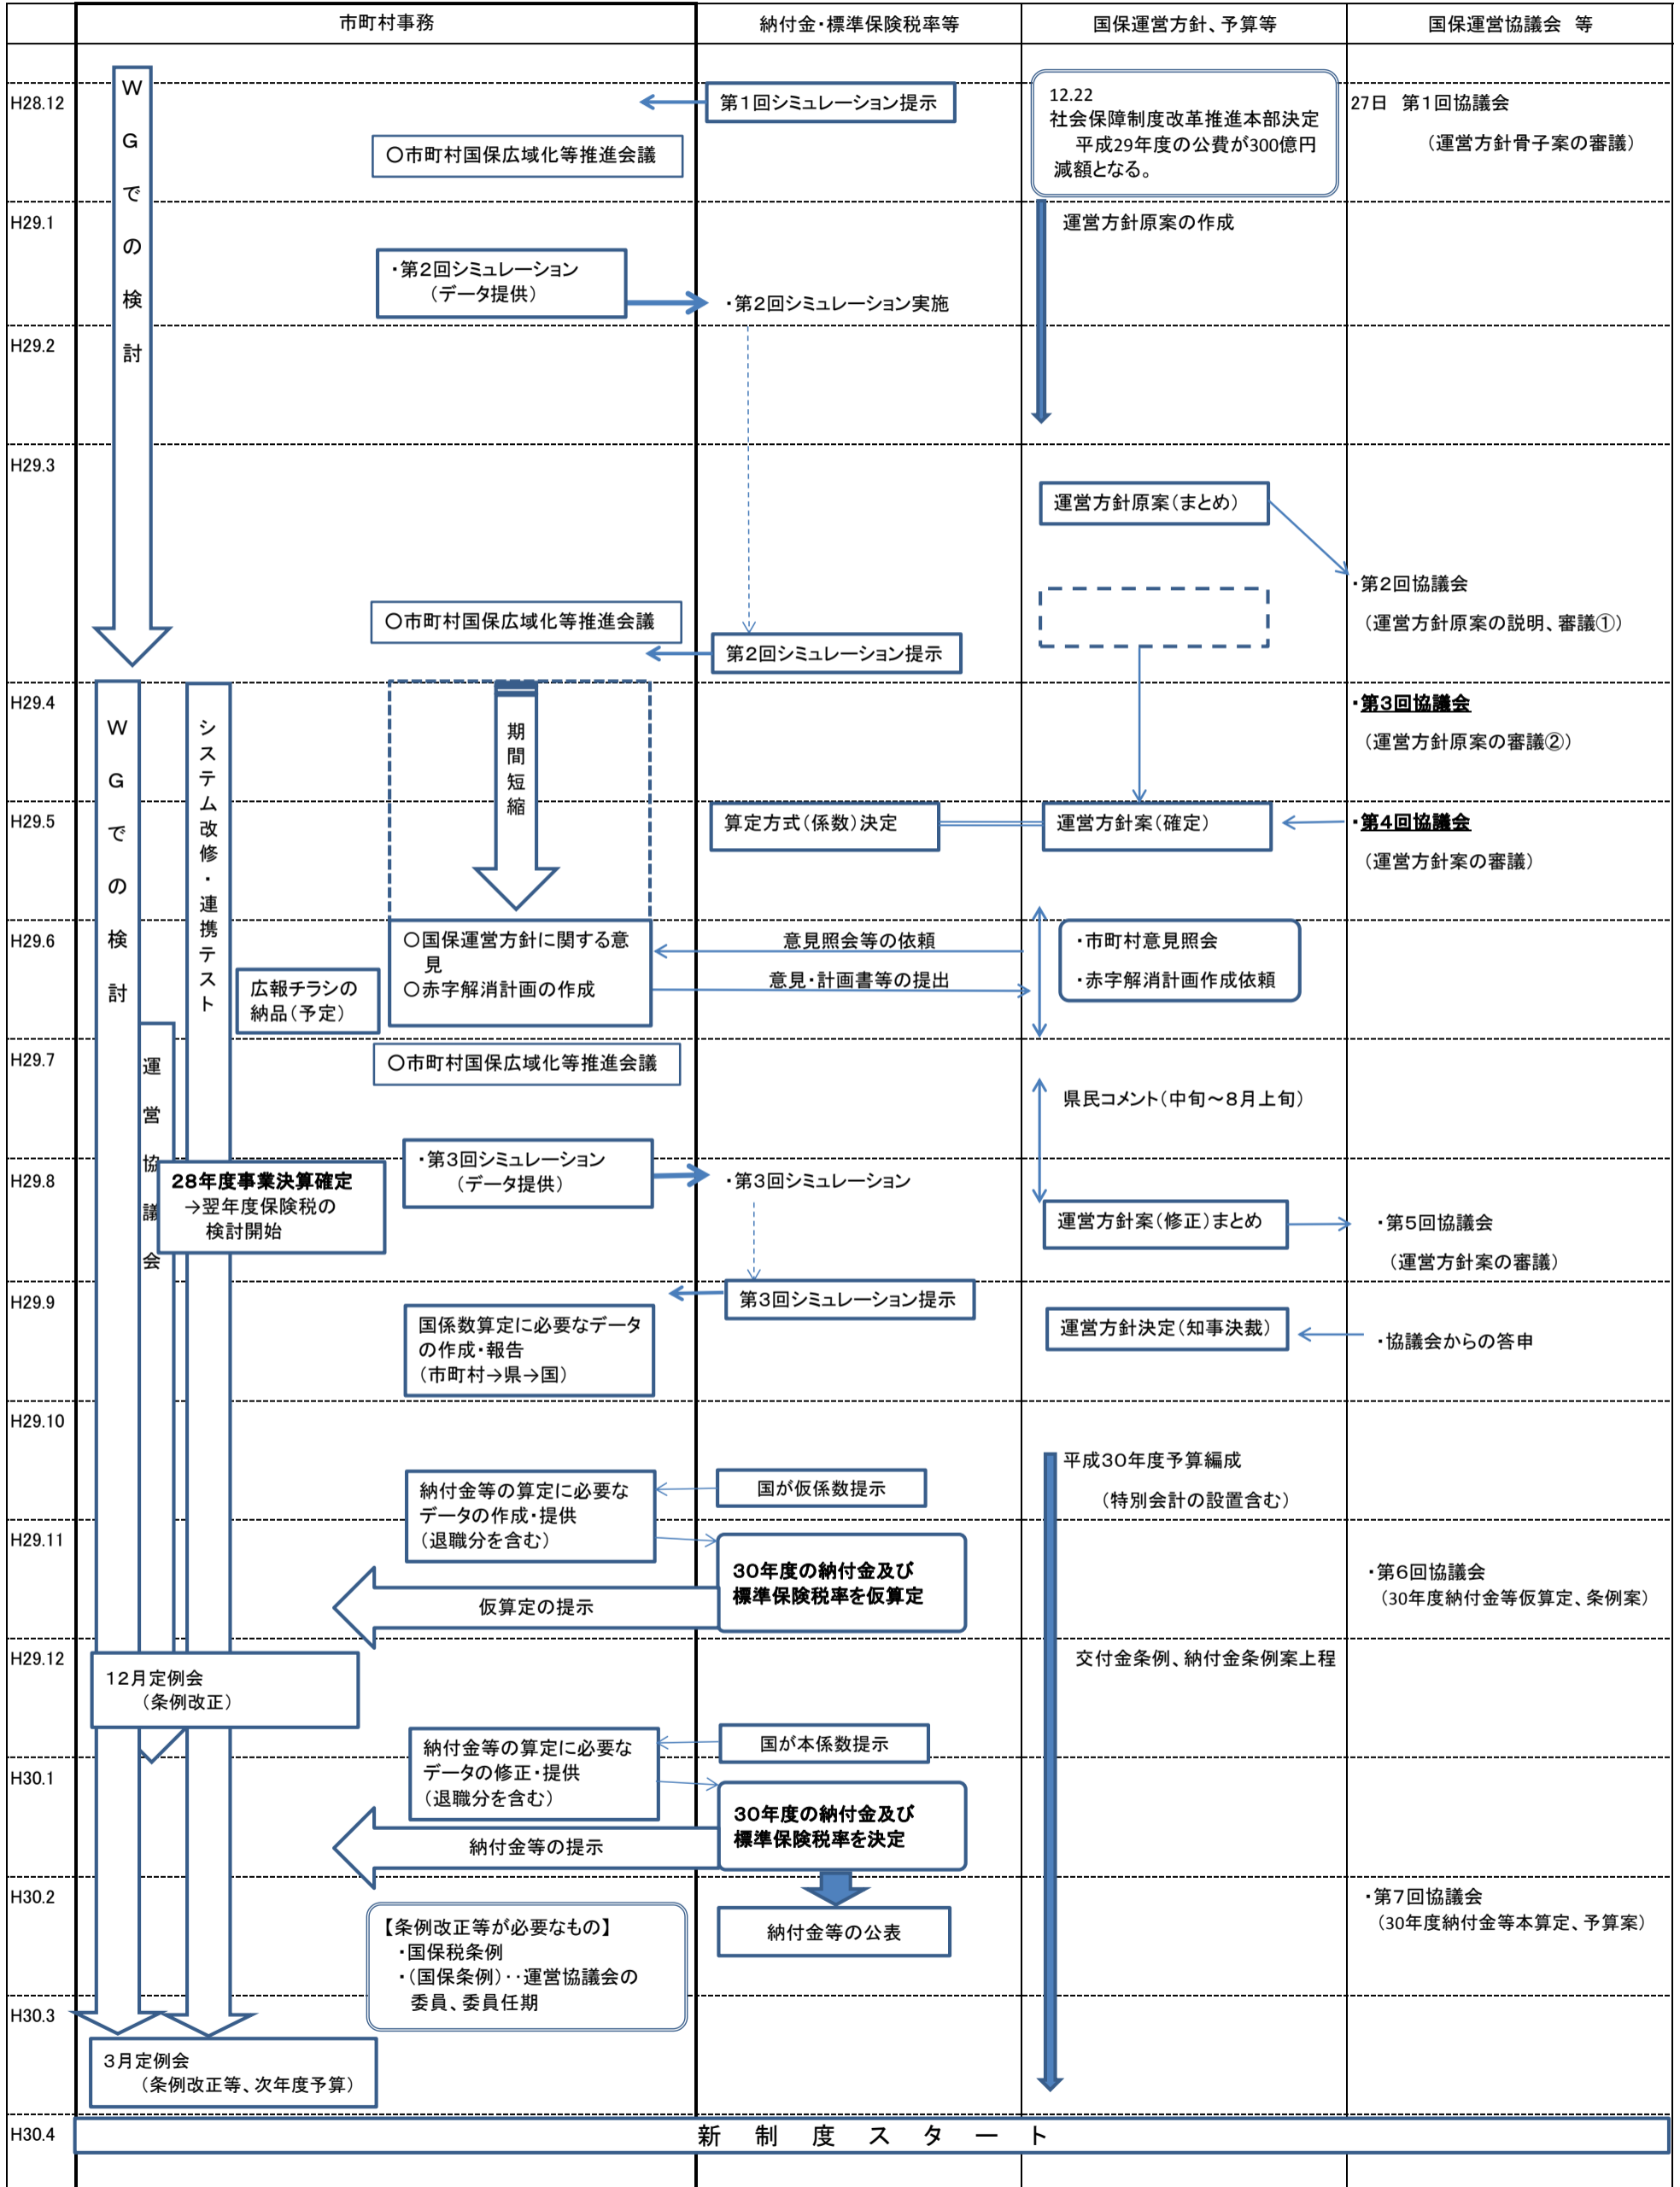 市町村事務
納付金・標準保険税率等
国保運営方針、予算等
国保運営協議会 等
H28.12
WGでの検討
第1回シミュレーション提示
〇市町村国保広域化等推進会議
12.22
社会保障制度改革推進本部決定
平成29年度の公費が300億円
減額となる。
27日 第1回協議会
（運営方針骨子案の審議）
H29.1
運営方針原案の作成
・第2回シミュレーション
（データ提供）
・第2回シミュレーション実施
H29.2
H29.3
運営方針原案（まとめ）
・第2回協議会
（運営方針原案の説明、審議①）
〇市町村国保広域化等推進会議
第2回シミュレーション提示
H29.4
WGでの検討
システム改修・連携テスト
期間短縮
・第3回協議会
（運営方針原案の審議②）
H29.5
算定方式（係数）決定
運営方針案（確定）
・第4回協議会
（運営方針案の審議）
H29.6
〇国保運営方針に関する意
見
〇赤字解消計画の作成
意見照会等の依頼
意見・計画書等の提出
・市町村意見照会
・赤字解消計画作成依頼
広報チラシの
納品（予定）
H29.7
運営協議会
〇市町村国保広域化等推進会議
県民コメント（中旬～8月上旬）
H29.8
28年度事業決算確定
→翌年度保険税の
検討開始
・第3回シミュレーション
（データ提供）
・第3回シミュレーション
運営方針案（修正）まとめ
・第5回協議会
（運営方針案の審議）
H29.9
第3回シミュレーション提示
国係数算定に必要なデータ
の作成・報告
（市町村→県→国）
運営方針決定（知事決裁）
・協議会からの答申
H29.10
平成30年度予算編成
（特別会計の設置含む）
納付金等の算定に必要な
データの作成・提供
（退職分を含む）
国が仮係数提示
H29.11
30年度の納付金及び
標準保険税率を仮算定
仮算定の提示
・第6回協議会
（30年度納付金等仮算定、条例案）
H29.12
12月定例会
（条例改正）
交付金条例、納付金条例案上程
納付金等の算定に必要な
データの修正・提供
（退職分を含む）
国が本係数提示
H30.1
30年度の納付金及び
標準保険税率を決定
納付金等の提示
H30.2
【条例改正等が必要なもの】
・国保税条例
・（国保条例）‥運営協議会の
委員、委員任期
納付金等の公表
・第7回協議会
（30年度納付金等本算定、予算案）
H30.3
3月定例会
（条例改正等、次年度予算）
H30.4
新制度スタート